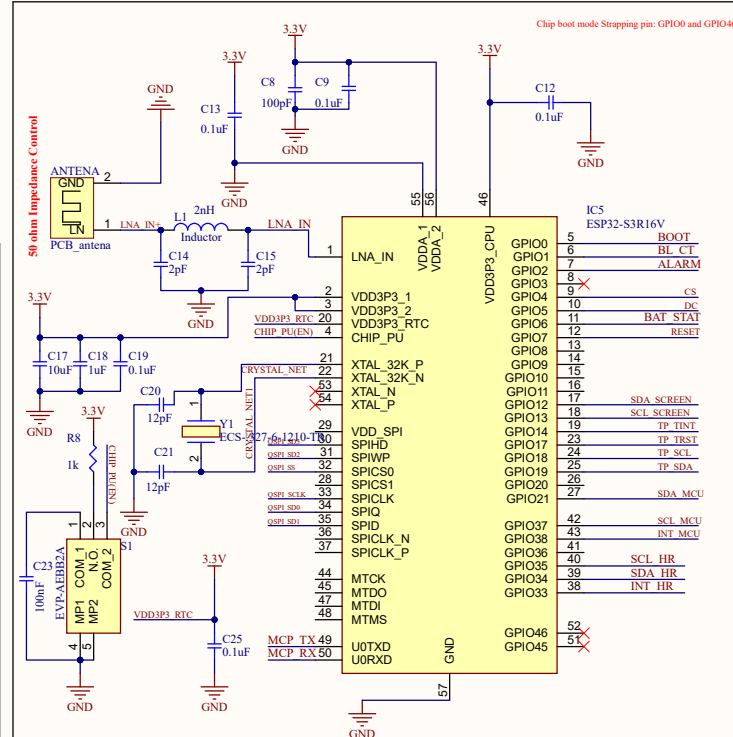 Chip boot mode Strapping pin: GPIO0 and GPIO46
50 ohm Impedance Control
3.3V
3.3V
3.3V
C8
100pF
C9
0.1uF
C13
0.1uF
C12
0.1uF
GND
GND
GND
GND
ANTENA
GND 2
LN 1
PCB_antena
LNA_IN+
L1 2nH
Inductor
LNA_IN
C14
2pF
C15
2pF
GND
3.3V
C17
10uF
C18
1uF
C19
0.1uF
GND
VDD3P3_RTC
CHIP_PU(EN)
CRYSTAL_NET
CRYSTAL_NET1
C20
12pF
C21
12pF
1
Y1
ECS-.327-6-1210-TR
2
GND
3.3V
R8
1k
CHIP_PU(EN)
1 2 3
S1
COM_1
N.O.
COM_2
MP1
MP2
4 5
EVP-AEBB2A
C23
100nF
GND
3.3V
VDD3P3_RTC
C25
0.1uF
GND
QSPI_SD3
QSPI_SD2
QSPI_SS
QSPI_SCLK
QSPI_SD0
QSPI_SD1
MCP_TX
MCP_RX
IC5
ESP32-S3R16V
55 VDDA_1
56 VDDA_2
46 VDD3P3_CPU
1 LNA_IN
2 VDD3P3_1
3 VDD3P3_2
20 VDD3P3_RTC
4 CHIP_PU
21 XTAL_32K_P
22 XTAL_32K_N
53 XTAL_N
54 XTAL_P
29 VDD_SPI
30 SPIHD
31 SPIWP
32 SPICS0
28 SPICS1
33 SPICLK
34 SPIQ
35 SPID
36 SPICLK_N
37 SPICLK_P
44 MTCK
45 MTDO
47 MTDI
48 MTMS
49 U0TXD
50 U0RXD
GPIO0 5 BOOT
GPIO1 6 BL_CT
GPIO2 7 ALARM
GPIO3 8
GPIO4 9 CS
GPIO5 10 DC
GPIO6 11 BAT_STAT
GPIO7 12 RESET
GPIO8 13
GPIO9 14
GPIO10 15
GPIO11 16
GPIO12 17 SDA_SCREEN
GPIO13 18 SCL_SCREEN
GPIO14 19 TP_TINT
GPIO17 23 TP_TRST
GPIO18 24 TP_SCL
GPIO19 25 TP_SDA
GPIO20 26
GPIO21 27 SDA_MCU
GPIO37 42 SCL_MCU
GPIO38 43 INT_MCU
GPIO36 41
GPIO35 40 SCL_HR
GPIO34 39 SDA_HR
GPIO33 38 INT_HR
GPIO46 52
GPIO45 51
GND
57
GND